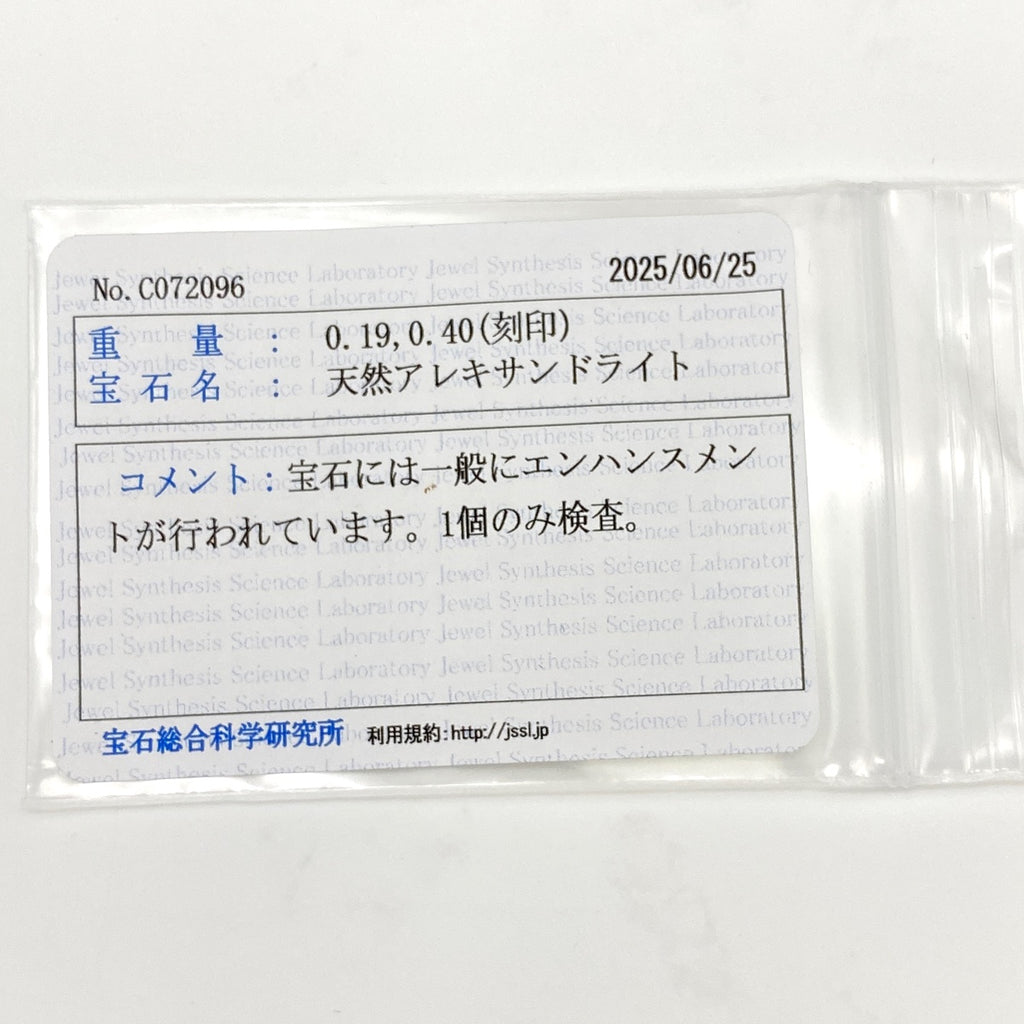 No. C072096
2025/06/25
重量： 0.19,0.40(刻印)
宝石名： 天然アレキサンドライト
コメント：宝石には一般にエンハンスメン
トが行われています。1個のみ検査。
宝石総合科学研究所 利用規約:http://jssl.jp
Jewel Synthesis Science Laboratory